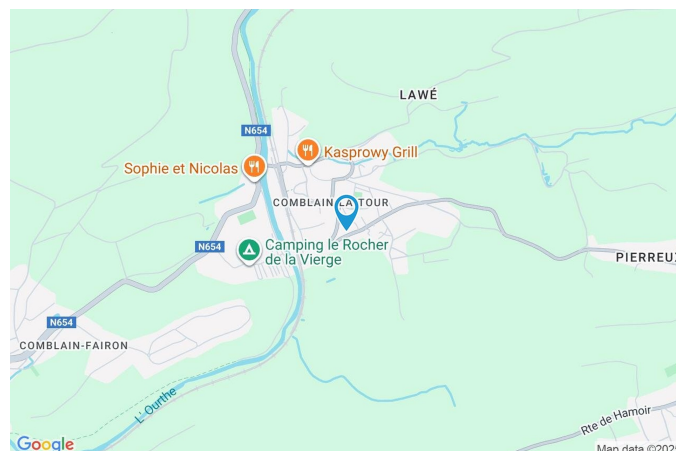 LAWÉ
N654
Kasprowy Grill
Sophie et Nicolas
COMBLAIN-LA-TOUR
N654
Camping le Rocher
de la Vierge
PIERREUX
N654
COMBLAIN-FAIRON
L' Ourthe
Rte de Hamoir
Google
Map data ©202